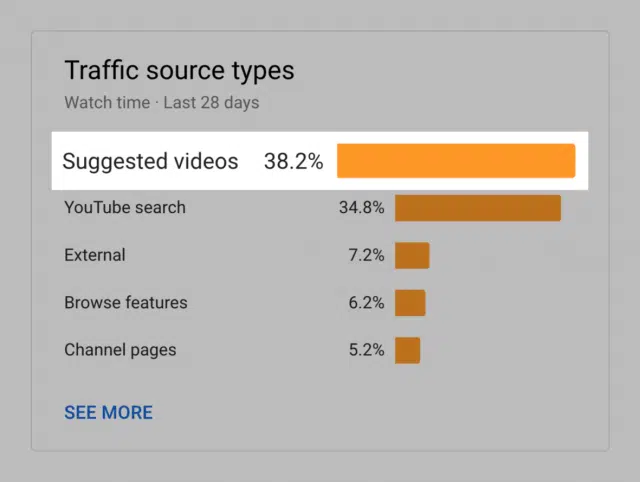 Traffic source types
Watch time · Last 28 days
Suggested videos 38.2%
YouTube search 34.8%
External 7.2%
Browse features 6.2%
Channel pages 5.2%
SEE MORE